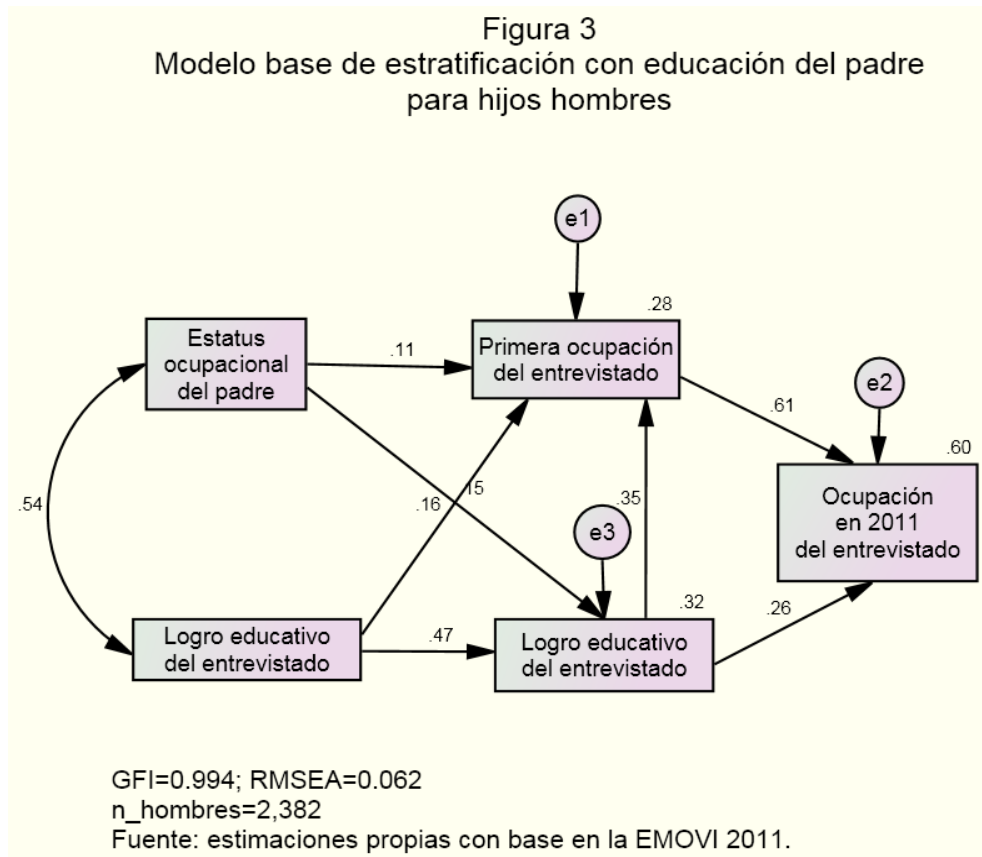 Figura 3
Modelo base de estratificación con educación del padre
para hijos hombres
e1
.28
Estatus
ocupacional
del padre
.11
Primera ocupación
del entrevistado
e2
.61
.60
.54
.16
.15
.35
Ocupación
en 2011
del entrevistado
e3
.32
.26
Logro educativo
del entrevistado
.47
Logro educativo
del entrevistado
GFI=0.994; RMSEA=0.062
n_hombres=2,382
Fuente: estimaciones propias con base en la EMOVI 2011.